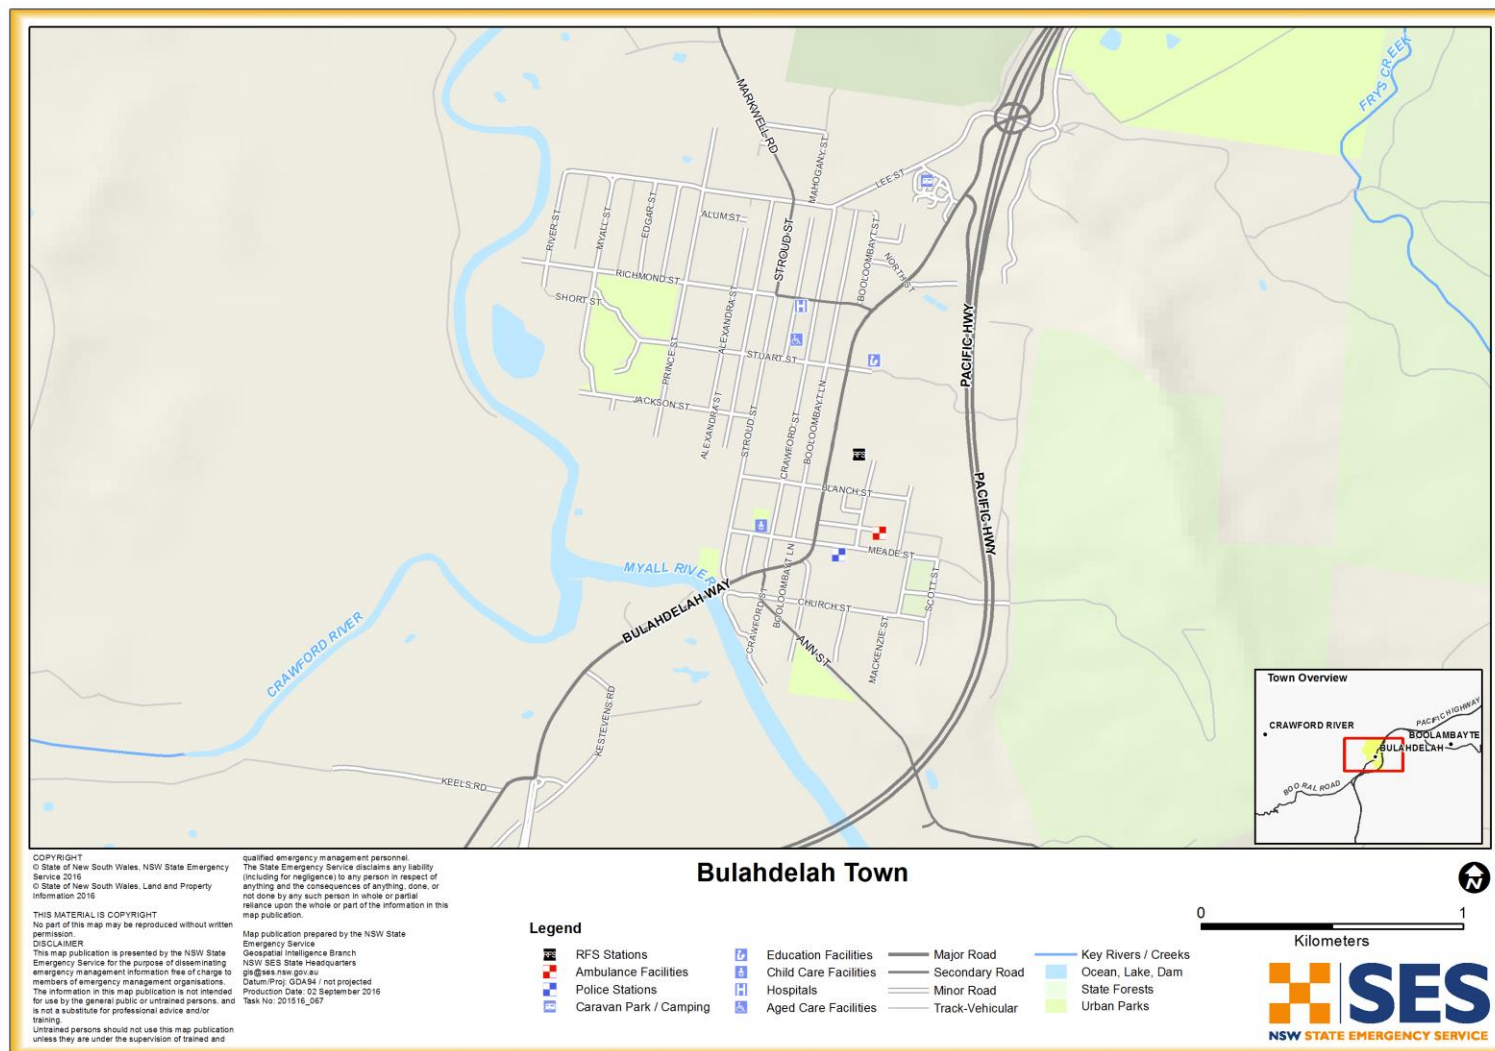 MARKWELL RD
FRYS CREEK
MAHOGANY ST
LEE ST
RIVER ST
MYALL ST
EDGAR ST
ALUM ST
STROUD ST
BOOLOOMBAYT ST
NORTH ST
RICHMOND ST
SHORT ST
ALEXANDRA ST
PRINCE ST
STUART ST
PACIFIC HWY
JACKSON ST
ALEXANDRA ST
STROUD ST
CRAWFORD ST
BOOLOOMBAYT LN
RFS
BLANCH ST
PACIFIC HWY
MEADE ST
MYALL RIVER
BULAHDELAH WAY
CRAWFORD ST
BOOLOOMBAYT LN
CHURCH ST
SCOTT ST
MACKENZIE ST
ANN ST
CRAWFORD RIVER
KESTEVENS RD
KEELS RD
Town Overview
CRAWFORD RIVER
PACIFIC HIGHWAY
BOOLAMBAYTE
BULAHDELAH
BOORAL ROAD
COPYRIGHT
© State of New South Wales, NSW State Emergency
Service 2016
© State of New South Wales, Land and Property
Information 2016
THIS MATERIAL IS COPYRIGHT
No part of this map may be reproduced without written
permission.
DISCLAIMER
This map publication is presented by the NSW State
Emergency Service for the purpose of disseminating
emergency management information free of charge to
members of emergency management organisations.
The information in this map publication is not intended
for use by the general public or untrained persons, and
is not a substitute for professional advice and/or
training.
Untrained persons should not use this map publication
unless they are under the supervision of trained and
qualified emergency management personnel.
The State Emergency Service disclaims any liability
(including for negligence) to any person in respect of
anything and the consequences of anything, done, or
not done by any such person in whole or partial
reliance upon the whole or part of the information in this
map publication.
Map publication prepared by the NSW State
Emergency Service
Geospatial Intelligence Branch
NSW SES State Headquarters
gis@ses.nsw.gov.au
Datum/Proj: GDA94 / not projected
Production Date: 02 September 2016
Task No: 201516_067
Bulahdelah Town
Legend
RFS
RFS Stations
Ambulance Facilities
Police Stations
Caravan Park / Camping
Education Facilities
Child Care Facilities
H
Hospitals
Aged Care Facilities
Major Road
Secondary Road
Minor Road
Track-Vehicular
Key Rivers / Creeks
Ocean, Lake, Dam
State Forests
Urban Parks
N
0 1
Kilometers
SES
NSW STATE EMERGENCY SERVICE